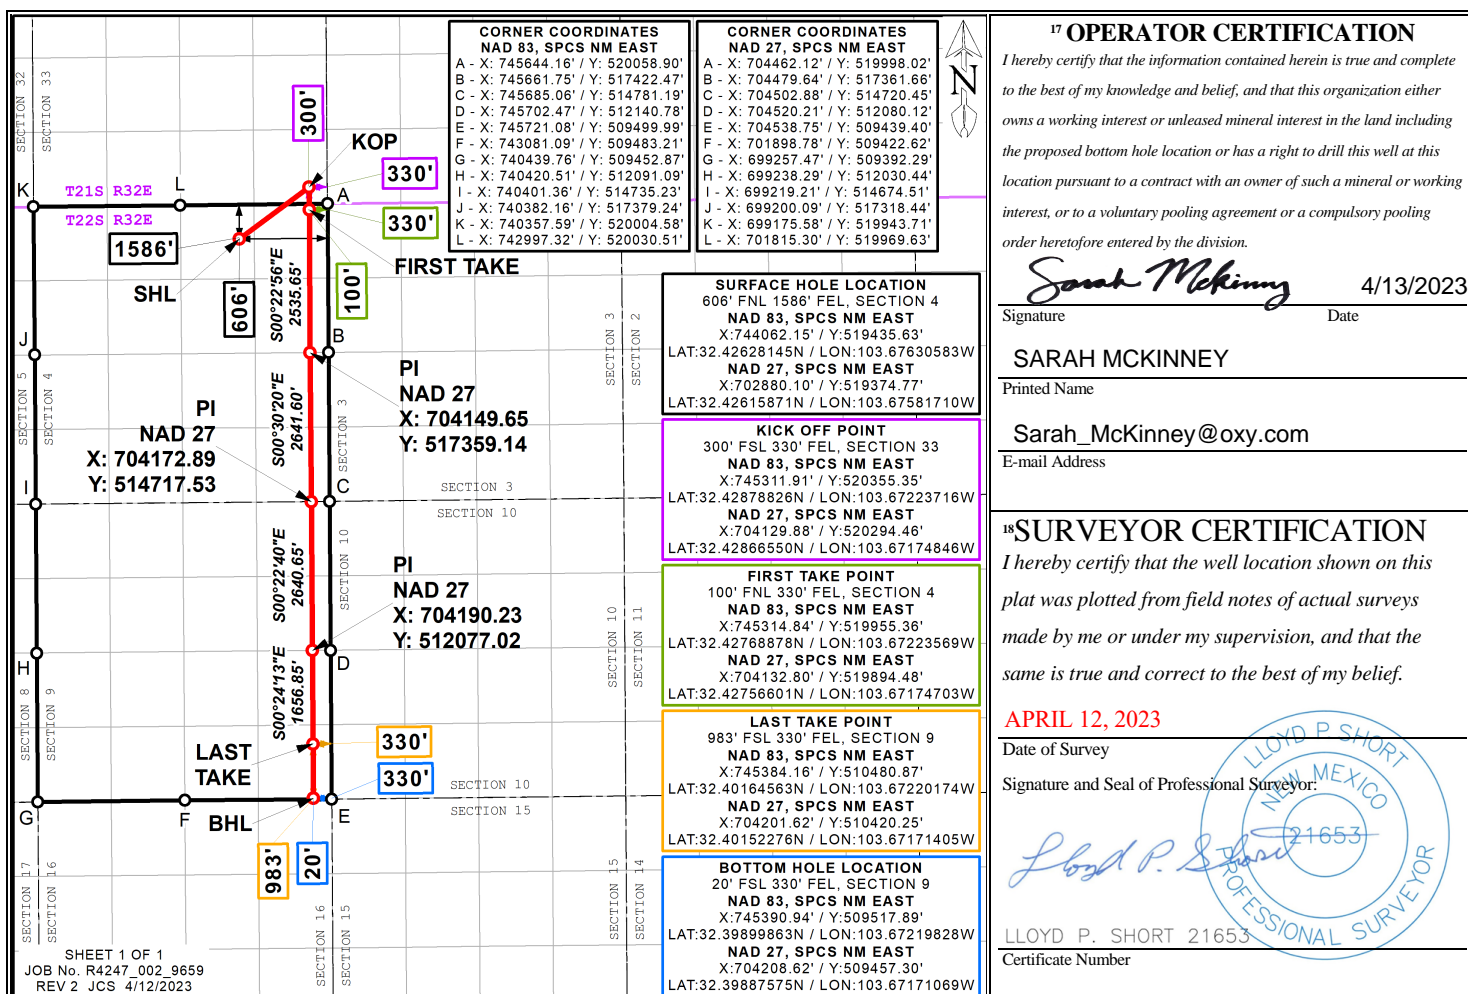 CORNER COORDINATES
NAD 83, SPCS NM EAST
A - X: 745644.16' / Y: 520058.90'
B - X: 745661.75' / Y: 517422.47'
C - X: 745685.06' / Y: 514781.19'
D - X: 745702.47' / Y: 512140.78'
E - X: 745721.08' / Y: 509499.99'
F - X: 743081.09' / Y: 509483.21'
G - X: 740439.76' / Y: 509452.87'
H - X: 740420.51' / Y: 512091.09'
I - X: 740401.36' / Y: 514735.23'
J - X: 740382.16' / Y: 517379.24'
K - X: 740357.59' / Y: 520004.58'
L - X: 742997.32' / Y: 520030.51'
CORNER COORDINATES
NAD 27, SPCS NM EAST
A - X: 704462.12' / Y: 519998.02'
B - X: 704479.64' / Y: 517361.66'
C - X: 704502.88' / Y: 514720.45'
D - X: 704520.21' / Y: 512080.12'
E - X: 704538.75' / Y: 509439.40'
F - X: 701898.78' / Y: 509422.62'
G - X: 699257.47' / Y: 509392.29'
H - X: 699238.29' / Y: 512030.44'
I - X: 699219.21' / Y: 514674.51'
J - X: 699200.09' / Y: 517318.44'
K - X: 699175.58' / Y: 519943.71'
L - X: 701815.30' / Y: 519969.63'
N
SECTION 32
SECTION 33
300'
KOP
330'
K
T21S R32E
L
A
T22S R32E
330'
1586'
FIRST TAKE
SHL
606'
100'
S00°22'56"E
2535.65'
J
B
SECTION 5
SECTION 4
SECTION 3
SECTION 3
SECTION 2
PI
NAD 27
X: 704149.65
Y: 517359.14
S00°30'20"E
2641.60'
PI
NAD 27
X: 704172.89
Y: 514717.53
I
C
SECTION 3
SECTION 10
S00°22'40"E
2640.65'
SECTION 10
PI
NAD 27
X: 704190.23
Y: 512077.02
SECTION 10
SECTION 11
H
D
SECTION 8
SECTION 9
S00°24'13"E
1656.85'
LAST
TAKE
330'
330'
SECTION 10
SECTION 15
G
F
BHL
E
983'
20'
SECTION 17
SECTION 16
SECTION 16
SECTION 15
SECTION 15
SECTION 14
SHEET 1 OF 1
JOB No. R4247_002_9659
REV 2 JCS 4/12/2023
SURFACE HOLE LOCATION
606' FNL 1586' FEL, SECTION 4
NAD 83, SPCS NM EAST
X:744062.15' / Y:519435.63'
LAT:32.42628145N / LON:103.67630583W
NAD 27, SPCS NM EAST
X:702880.10' / Y:519374.77'
LAT:32.42615871N / LON:103.67581710W
KICK OFF POINT
300' FSL 330' FEL, SECTION 33
NAD 83, SPCS NM EAST
X:745311.91' / Y:520355.35'
LAT:32.42878826N / LON:103.67223716W
NAD 27, SPCS NM EAST
X:704129.88' / Y:520294.46'
LAT:32.42866550N / LON:103.67174846W
FIRST TAKE POINT
100' FNL 330' FEL, SECTION 4
NAD 83, SPCS NM EAST
X:745314.84' / Y:519955.36'
LAT:32.42768878N / LON:103.67223569W
NAD 27, SPCS NM EAST
X:704132.80' / Y:519894.48'
LAT:32.42756601N / LON:103.67174703W
LAST TAKE POINT
983' FSL 330' FEL, SECTION 9
NAD 83, SPCS NM EAST
X:745384.16' / Y:510480.87'
LAT:32.40164563N / LON:103.67220174W
NAD 27, SPCS NM EAST
X:704201.62' / Y:510420.25'
LAT:32.40152276N / LON:103.67171405W
BOTTOM HOLE LOCATION
20' FSL 330' FEL, SECTION 9
NAD 83, SPCS NM EAST
X:745390.94' / Y:509517.89'
LAT:32.39899863N / LON:103.67219828W
NAD 27, SPCS NM EAST
X:704208.62' / Y:509457.30'
LAT:32.39887575N / LON:103.67171069W
17 OPERATOR CERTIFICATION
I hereby certify that the information contained herein is true and complete
to the best of my knowledge and belief, and that this organization either
owns a working interest or unleased mineral interest in the land including
the proposed bottom hole location or has a right to drill this well at this
location pursuant to a contract with an owner of such a mineral or working
interest, or to a voluntary pooling agreement or a compulsory pooling
order heretofore entered by the division.
Sarah McKinney 4/13/2023
Signature Date
SARAH MCKINNEY
Printed Name
Sarah_McKinney@oxy.com
E-mail Address
18SURVEYOR CERTIFICATION
I hereby certify that the well location shown on this
plat was plotted from field notes of actual surveys
made by me or under my supervision, and that the
same is true and correct to the best of my belief.
APRIL 12, 2023
Date of Survey
Signature and Seal of Professional Surveyor:
LLOYD P SHORT
NEW MEXICO
21653
PROFESSIONAL SURVEYOR
Lloyd P. Short
LLOYD P. SHORT 21653
Certificate Number